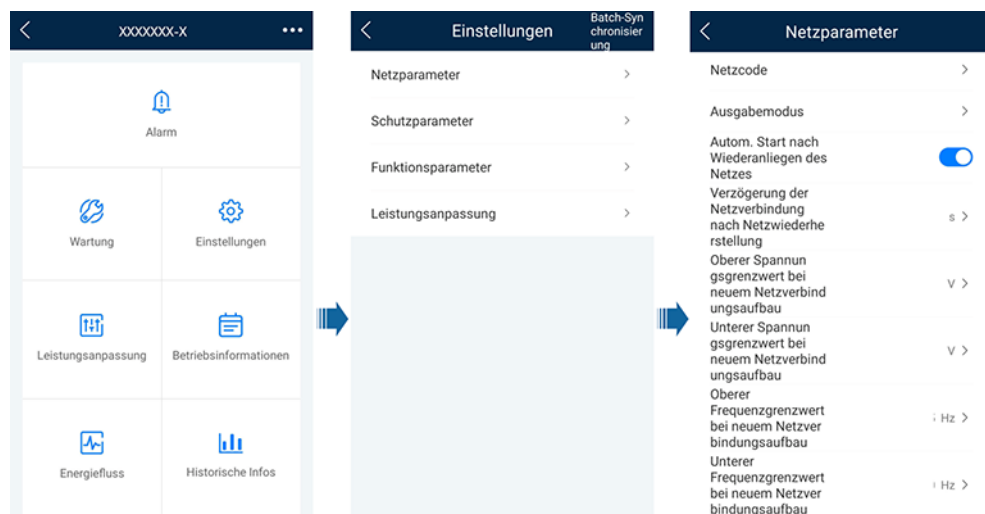 XXXXXXX-X
Alarm
Wartung
Einstellungen
Leistungsanpassung
Betriebsinformationen
Energiefluss
Historische Infos
Einstellungen
Batch-Syn
chronisier
ung
Netzparameter
Schutzparameter
Funktionsparameter
Leistungsanpassung
Netzparameter
Netzcode
Ausgabemodus
Autom. Start nach
Wiederanliegen des
Netzes
Verzögerung der
Netzverbindung
nach Netzwiederhe
rstellung
s
Oberer Spannun
gsgrenzwert bei
neuem Netzverbind
ungsaufbau
V
Unterer Spannun
gsgrenzwert bei
neuem Netzverbind
ungsaufbau
V
Oberer
Frequenzgrenzwert
bei neuem Netzver
bindungsaufbau
Hz
Unterer
Frequenzgrenzwert
bei neuem Netzver
bindungsaufbau
Hz